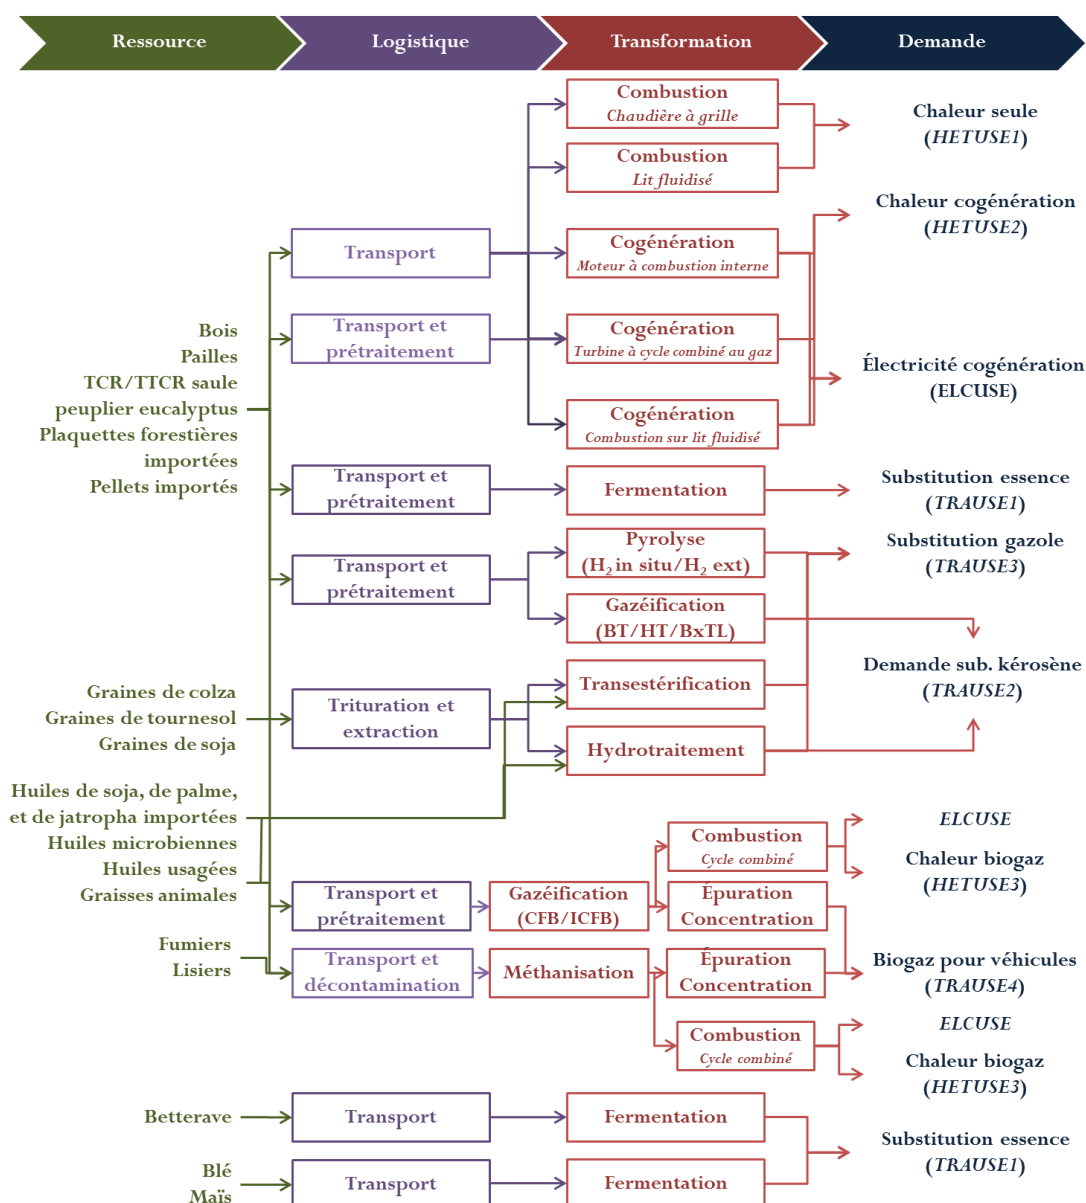 Ressource
Logistique
Transformation
Demande
Combustion
Chaudière à grille
Combustion
Lit fluidisé
Chaleur seule
(HETUSE1)
Chaleur cogénération
(HETUSE2)
Transport
Cogénération
Moteur à combustion interne
Bois
Pailles
TCR/TTCR saule
peuplier eucalyptus
Plaquettes forestières
importées
Pellets importés
Transport et
prétraitement
Cogénération
Turbine à cycle combiné au gaz
Électricité cogénération
(ELCUSE)
Cogénération
Combustion sur lit fluidisé
Transport et
prétraitement
Fermentation
Substitution essence
(TRAUSE1)
Transport et
prétraitement
Pyrolyse
(H2 in situ/H2 ext)
Substitution gazole
(TRAUSE3)
Gazéification
(BT/HT/BxTL)
Demande sub. kérosène
(TRAUSE2)
Graines de colza
Graines de tournesol
Graines de soja
Trituration et
extraction
Transestérification
Hydrotraitement
Huiles de soja, de palme,
et de jatropha importées
Huiles microbiennes
Huiles usagées
Graisses animales
Combustion
Cycle combiné
ELCUSE
Chaleur biogaz
(HETUSE3)
Transport et
prétraitement
Gazéification
(CFB/ICFB)
Épuration
Concentration
Fumiers
Lisiers
Transport et
décontamination
Méthanisation
Épuration
Concentration
Biogaz pour véhicules
(TRAUSE4)
Combustion
Cycle combiné
ELCUSE
Chaleur biogaz
(HETUSE3)
Betterave
Transport
Fermentation
Substitution essence
(TRAUSE1)
Blé
Maïs
Transport
Fermentation